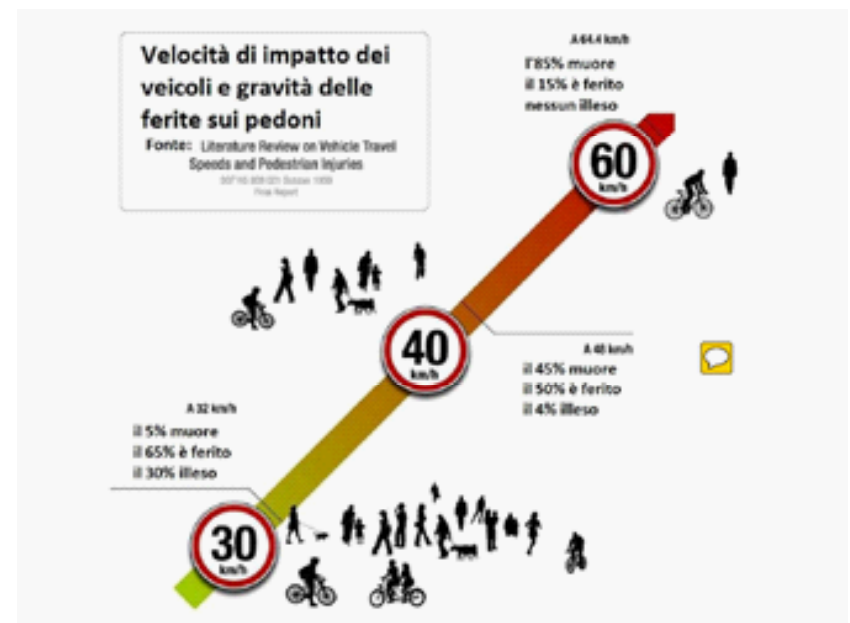 Velocità di impatto dei
veicoli e gravità delle
ferite sui pedoni
Fonte: Literature Review on Vehicle Travel
Speeds and Pedestrian Injuries
October 1999
Final Report
A 64.4 km/h
l'85% muore
il 15% è ferito
nessun illeso
60
km/h
40
km/h
A 48 km/h
il 45% muore
il 50% è ferito
il 4% illeso
A 32 km/h
il 5% muore
il 65% è ferito
il 30% illeso
30
km/h